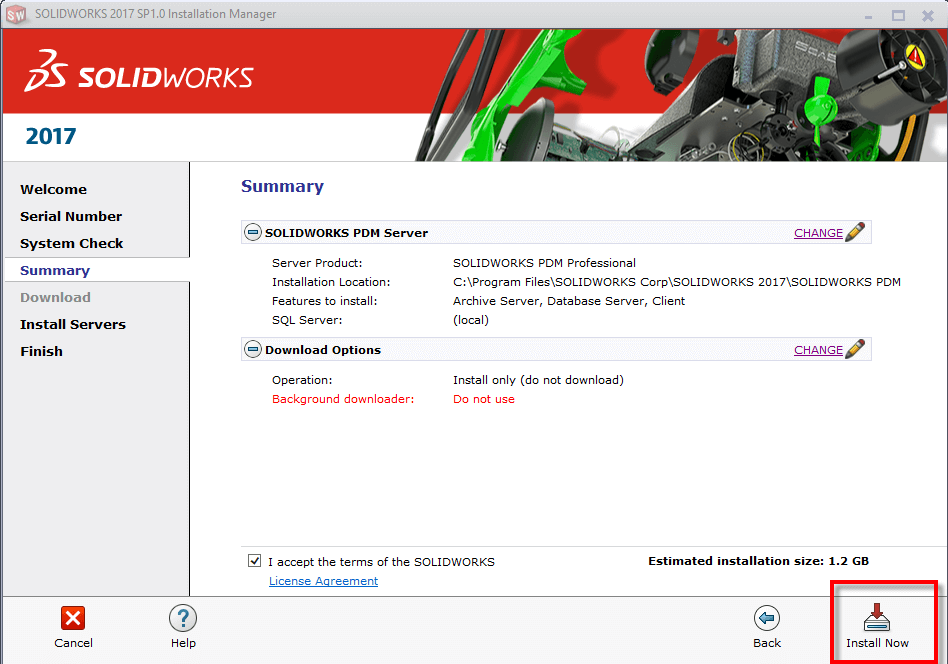 SW SOLIDWORKS 2017 SP1.0 Installation Manager
SOLIDWORKS
2017
Welcome
Serial Number
System Check
Summary
Download
Install Servers
Finish
Summary
SOLIDWORKS PDM Server CHANGE
Server Product: SOLIDWORKS PDM Professional
Installation Location: C:\Program Files\SOLIDWORKS Corp\SOLIDWORKS 2017\SOLIDWORKS PDM
Features to install: Archive Server, Database Server, Client
SQL Server: (local)
Download Options CHANGE
Operation: Install only (do not download)
Background downloader: Do not use
I accept the terms of the SOLIDWORKS
License Agreement
Estimated installation size: 1.2 GB
Cancel
Help
Back
Install Now